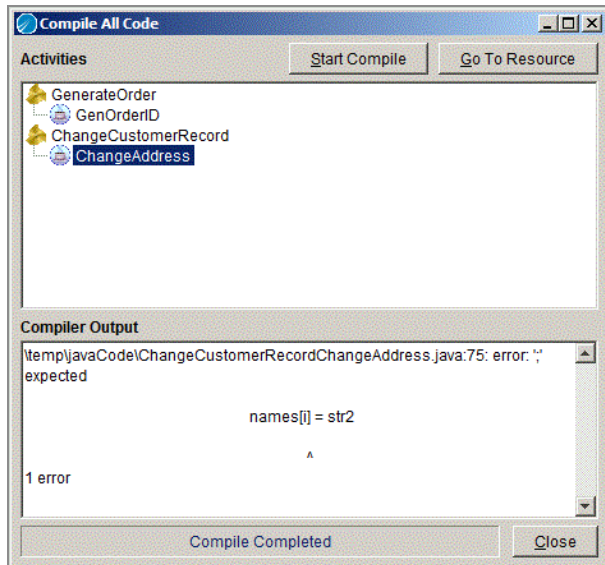 Compile All Code
Activities
Start Compile
Go To Resource
GenerateOrder
GenOrderID
ChangeCustomerRecord
ChangeAddress
Compiler Output
\temp\javaCode\ChangeCustomerRecordChangeAddress.java:75: error: ';'
expected
names[i] = str2
^
1 error
Compile Completed
Close